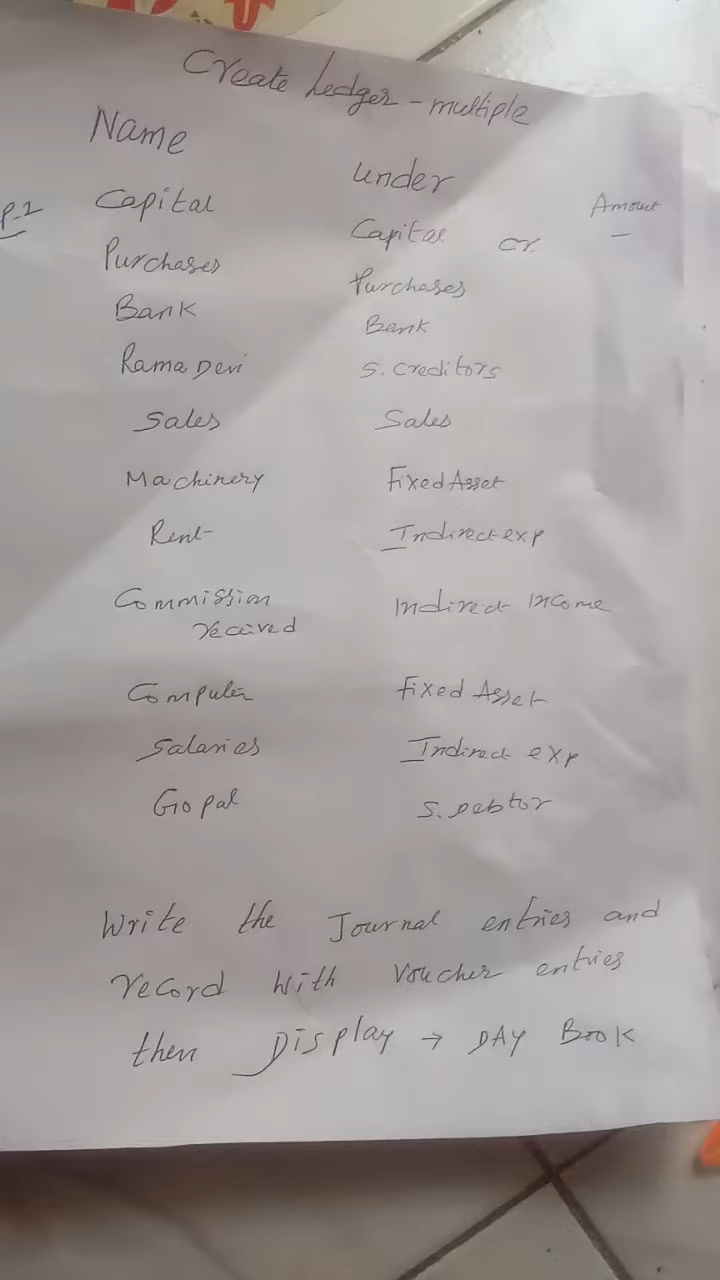 Create Ledger - multiple
Name under Amount
P-1 Capital Capital Cr. -
Purchases Purchases
Bank Bank
Rama Devi S. Creditors
Sales Sales
Machinery Fixed Asset
Rent Indirect exp
Commission received Indirect Income
Computer Fixed Asset
Salaries Indirect exp
Gopal S. Debtor
Write the Journal entries and
record with voucher entries
then Display → DAY BOOK